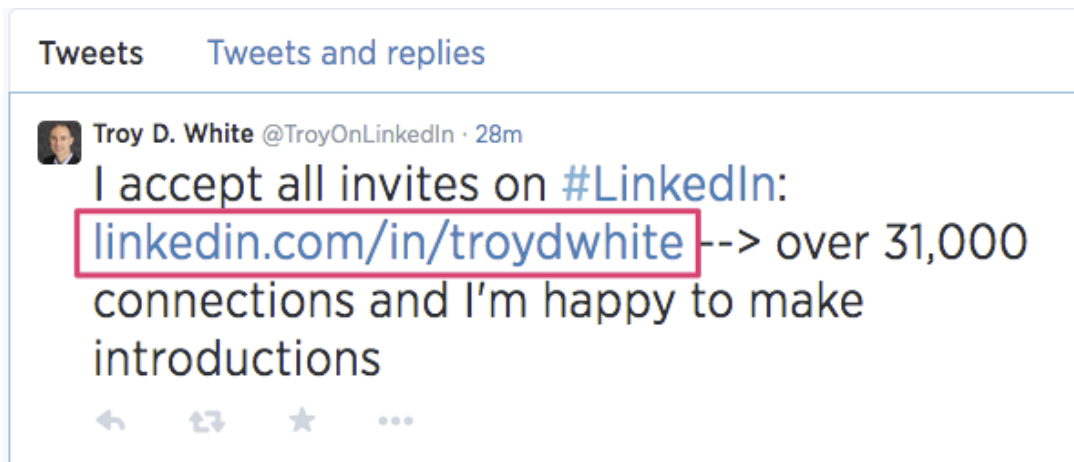 Tweets Tweets and replies
Troy D. White @TroyOnLinkedIn · 28m
I accept all invites on #LinkedIn:
linkedin.com/in/troydwhite --> over 31,000
connections and I'm happy to make
introductions